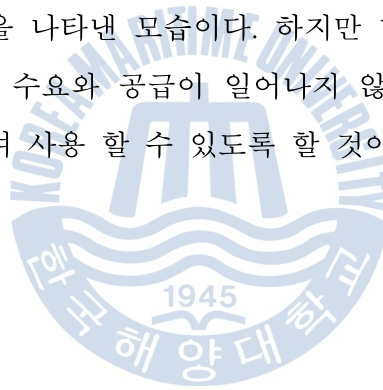 을 나타낸 모습이다. 하지만
수요와 공급이 일어나지 않
사용 할 수 있도록 할 것이
KOREA MARITIME UNIVERSITY
1945
한국해양대학교